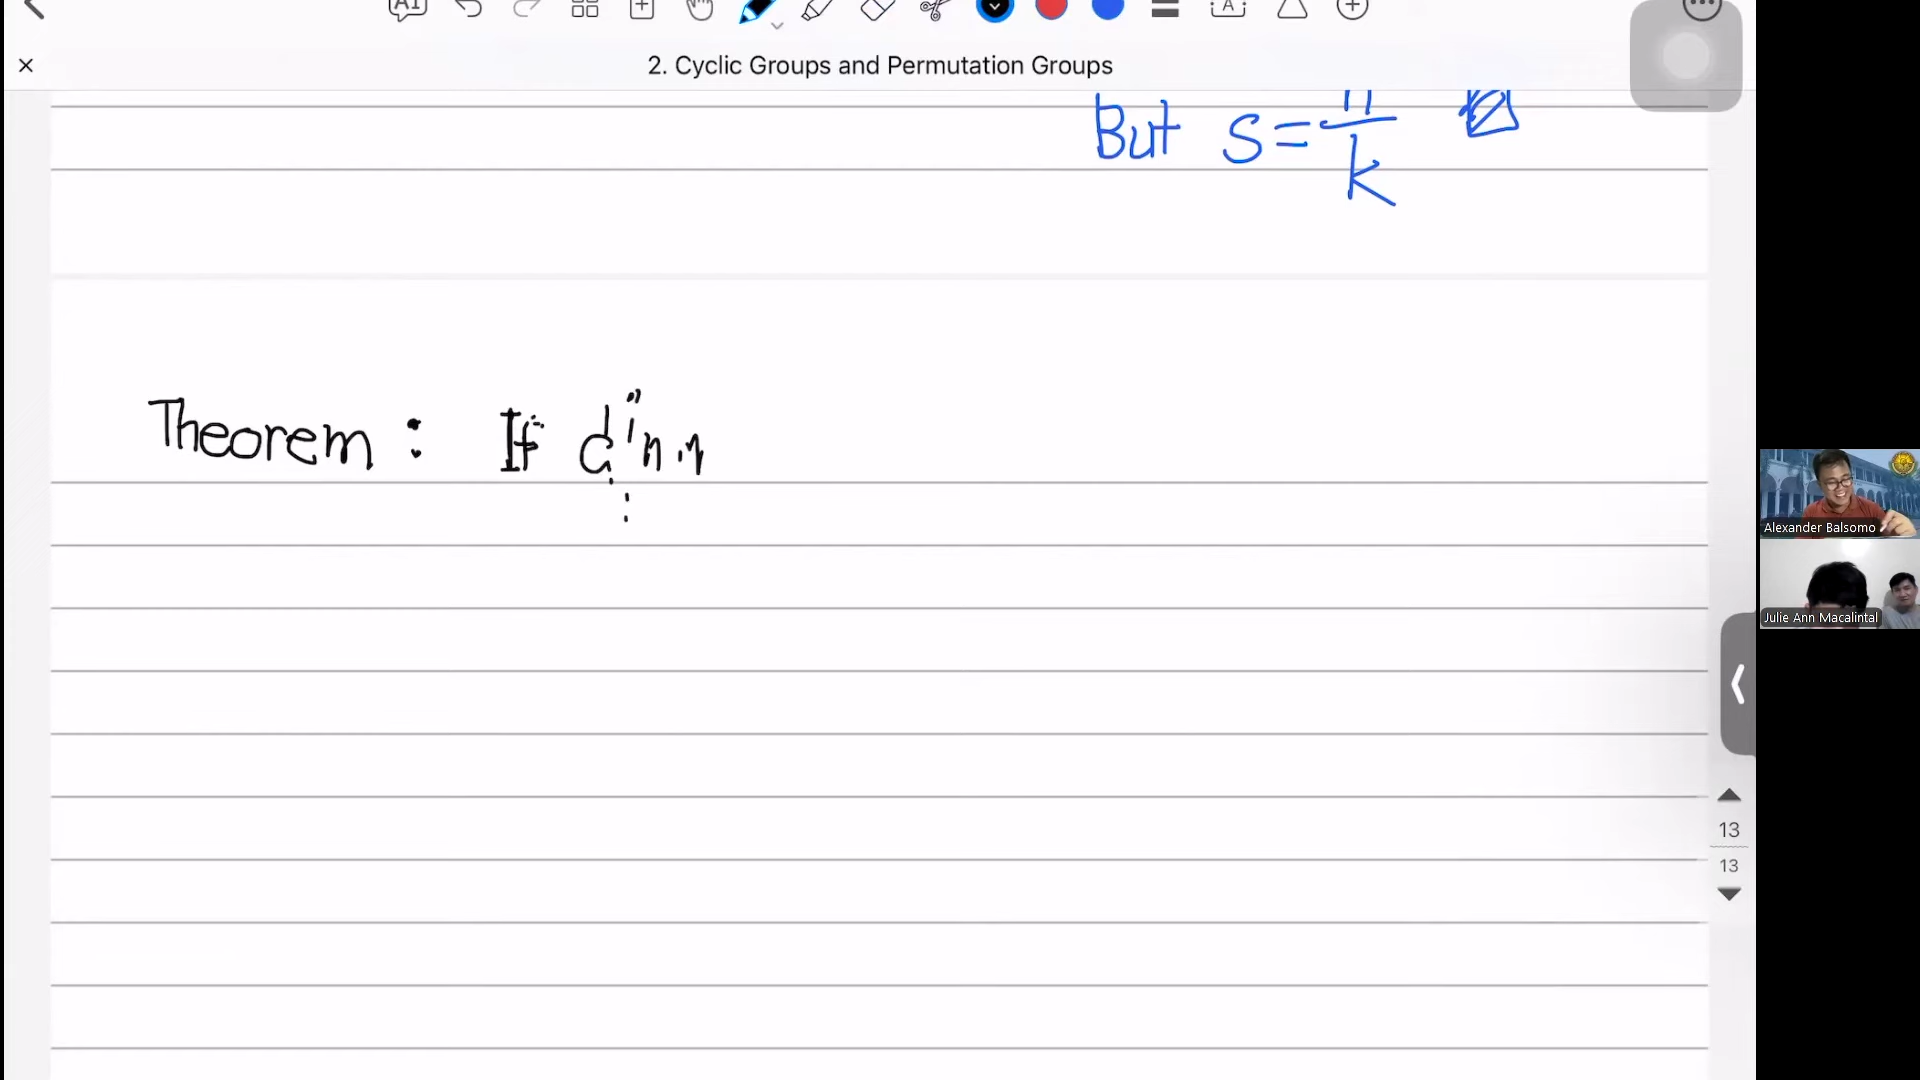 2. Cyclic Groups and Permutation Groups
But s = n/k
Theorem : If d
13
13
Alexander Balsomo
Julie Ann Macalintal